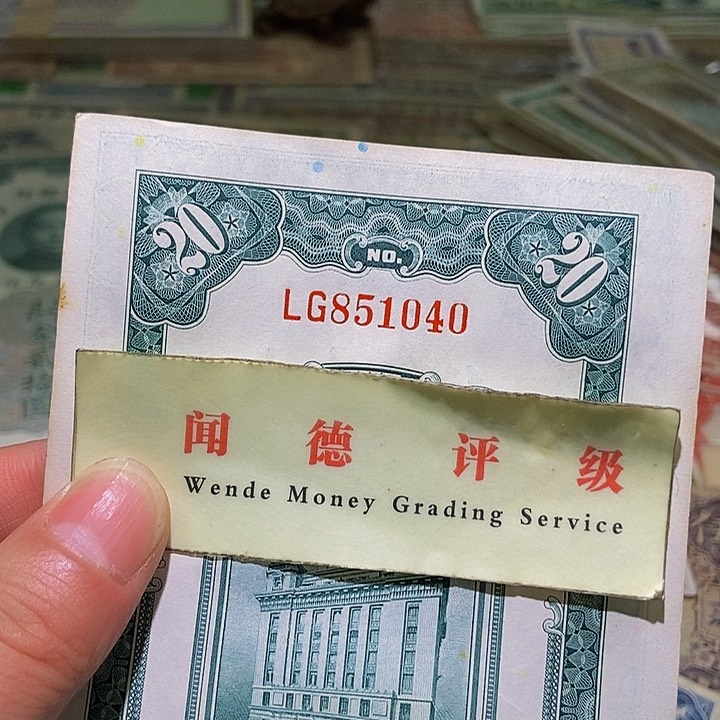 20
NO.
20
LG851040
闻德评级
Wende Money Grading Service